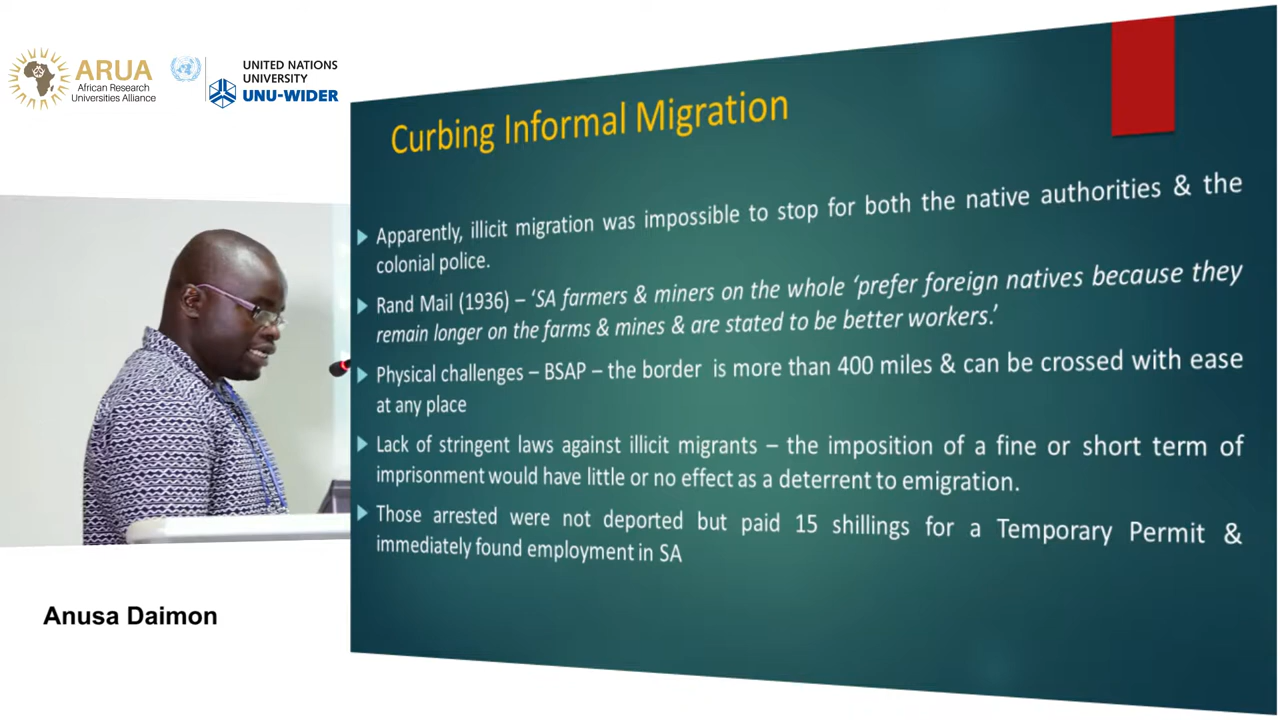 ARUA
African Research
Universities Alliance
UNITED NATIONS
UNIVERSITY
UNU-WIDER
Curbing Informal Migration
Apparently, illicit migration was impossible to stop for both the native authorities & the
colonial police.
Rand Mail (1936) – ‘SA farmers & miners on the whole ‘prefer foreign natives because they
remain longer on the farms & mines & are stated to be better workers.’
Physical challenges – BSAP – the border is more than 400 miles & can be crossed with ease
at any place
Lack of stringent laws against illicit migrants – the imposition of a fine or short term of
imprisonment would have little or no effect as a deterrent to emigration.
Those arrested were not deported but paid 15 shillings for a Temporary Permit &
immediately found employment in SA
Anusa Daimon